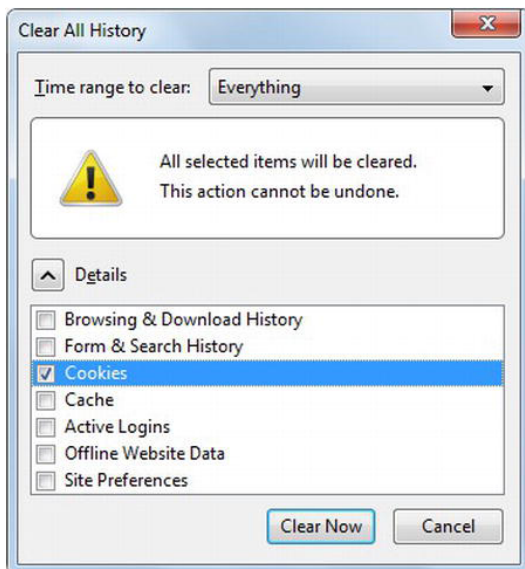 Clear All History
Time range to clear: Everything
All selected items will be cleared.
This action cannot be undone.
Details
Browsing & Download History
Form & Search History
Cookies
Cache
Active Logins
Offline Website Data
Site Preferences
Clear Now Cancel